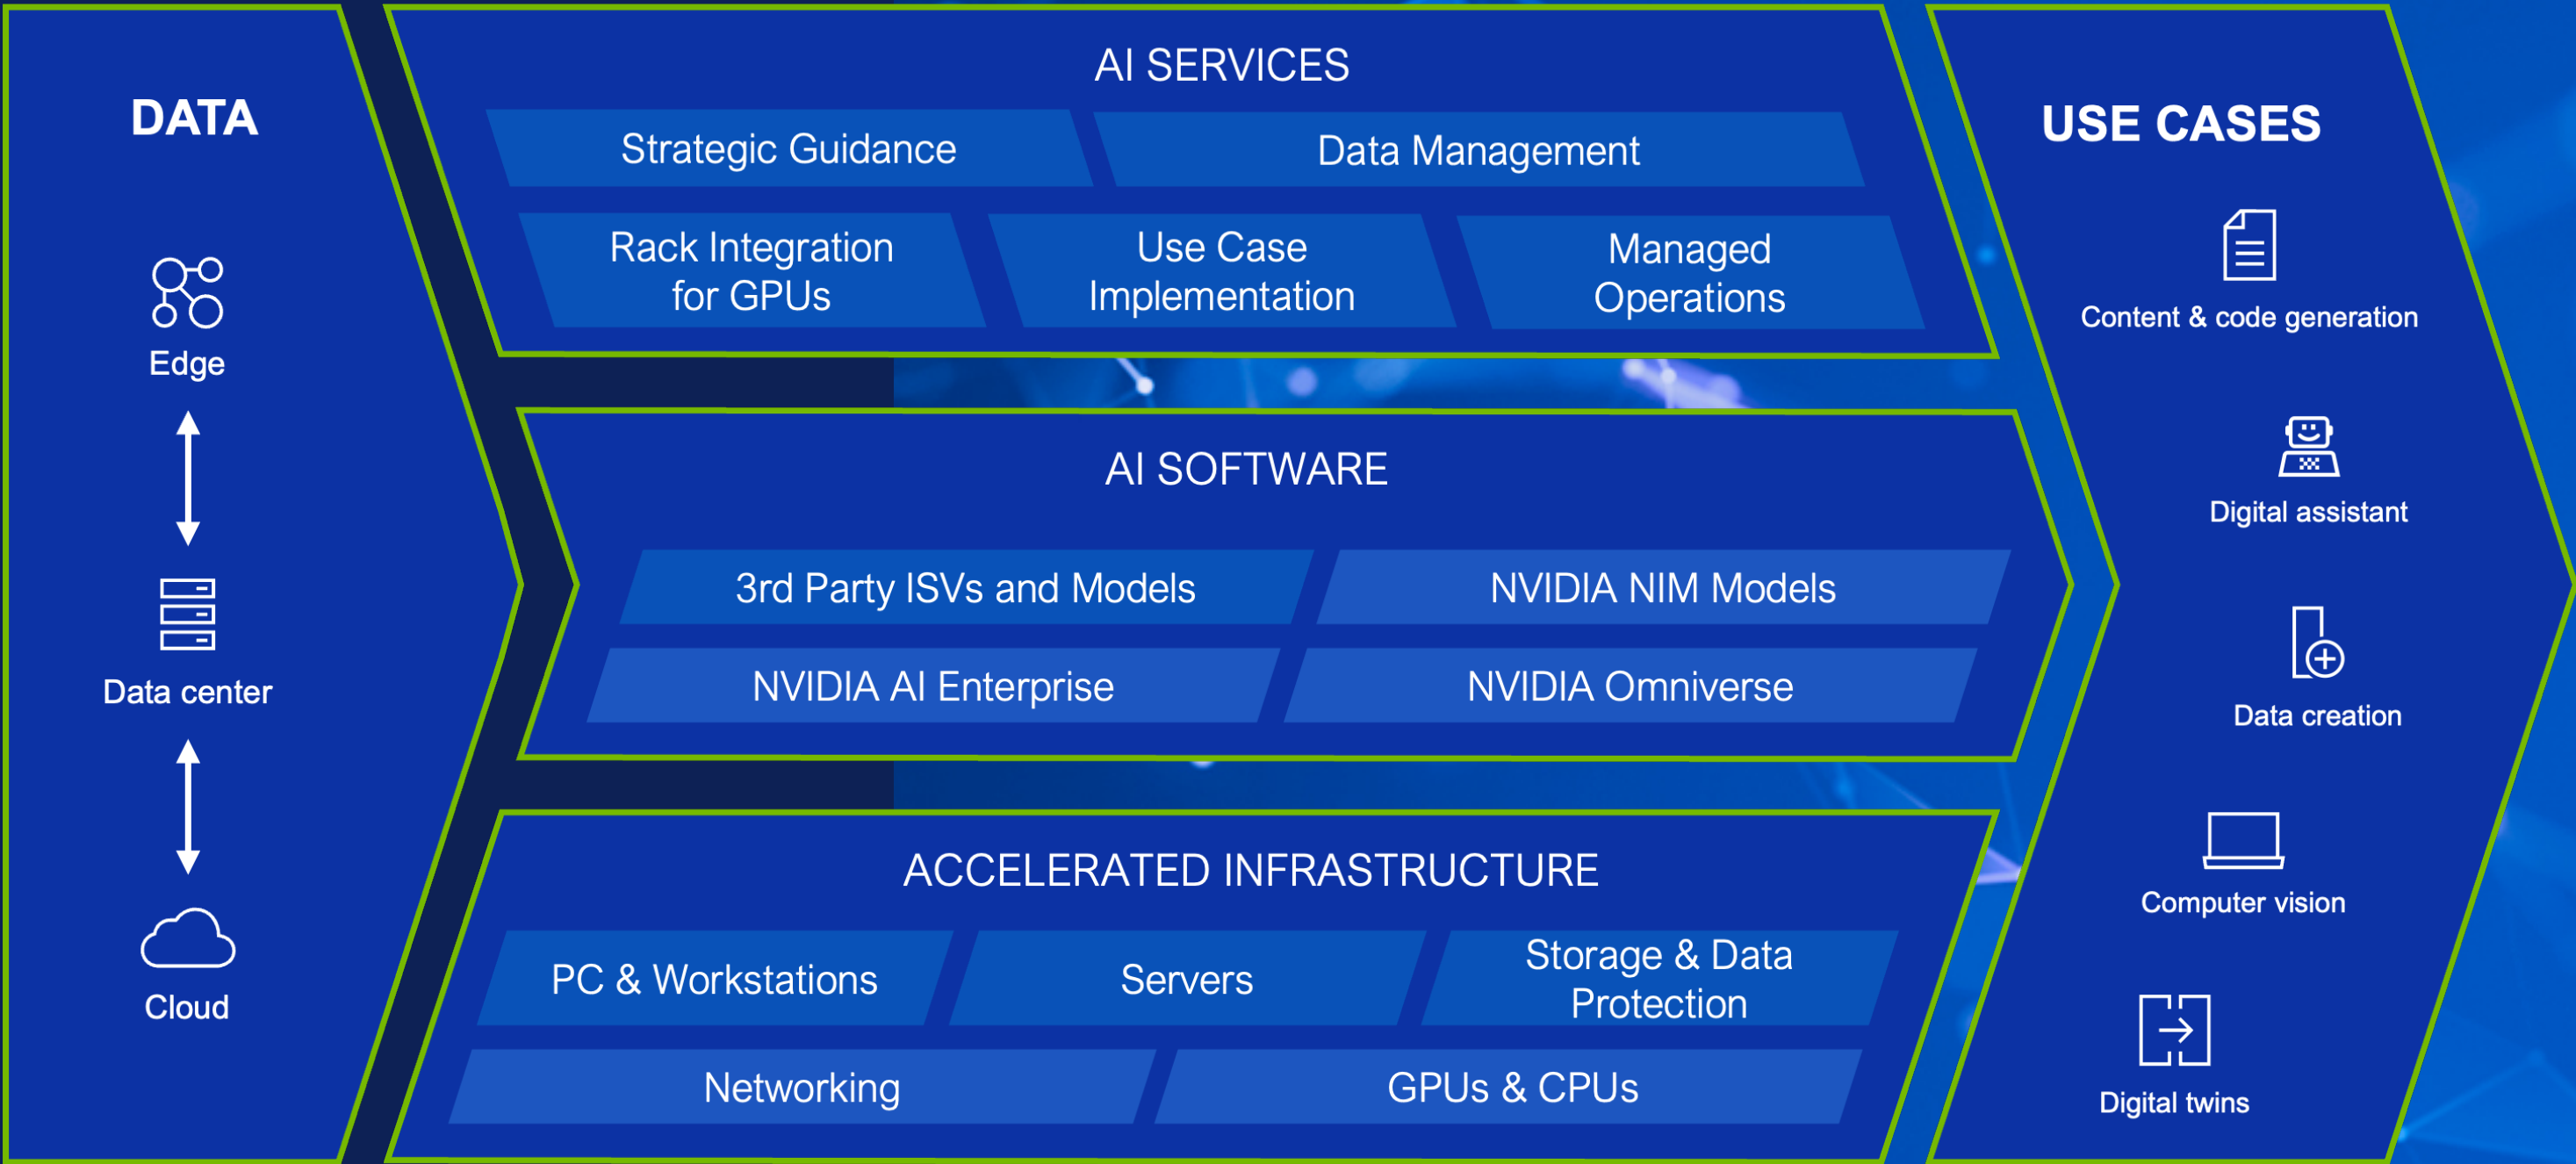 DATA
Edge
Data center
Cloud
AI SERVICES
Strategic Guidance
Data Management
Rack Integration
for GPUs
Use Case
Implementation
Managed
Operations
AI SOFTWARE
3rd Party ISVs and Models
NVIDIA NIM Models
NVIDIA AI Enterprise
NVIDIA Omniverse
ACCELERATED INFRASTRUCTURE
PC & Workstations
Servers
Storage & Data
Protection
Networking
GPUs & CPUs
USE CASES
Content & code generation
Digital assistant
Data creation
Computer vision
Digital twins